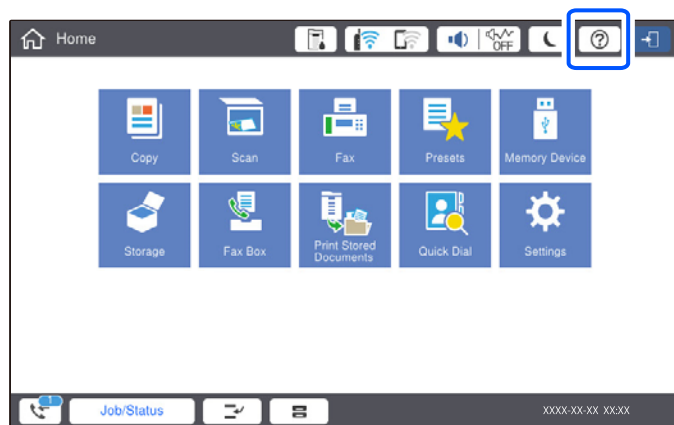 Home
OFF
Copy
Scan
Fax
Presets
Memory Device
Storage
Fax Box
Print Stored
Documents
Quick Dial
Settings
1
Job/Status
XXXX-XX-XX XX:XX